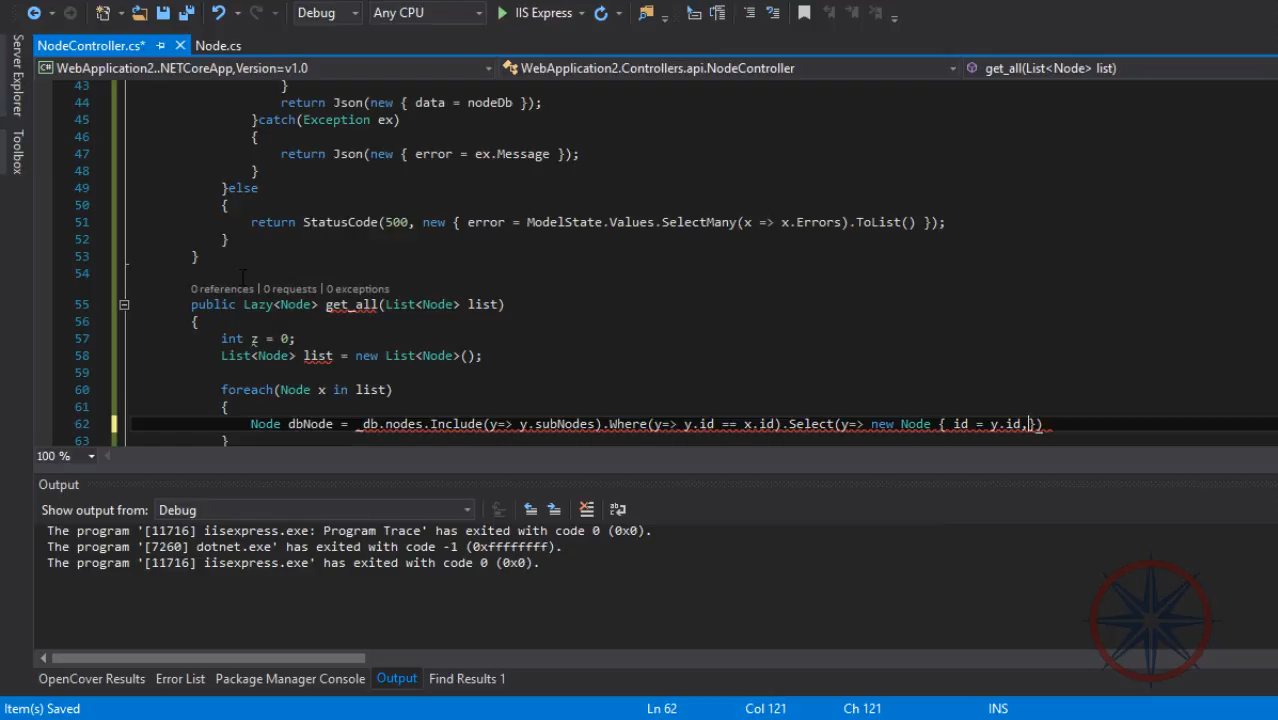 Debug
Any CPU
IIS Express
NodeController.cs*
Node.cs
Server Explorer
Toolbox
WebApplication2..NETCoreApp,Version=v1.0
WebApplication2.Controllers.api.NodeController
get_all(List<Node> list)
43 }
44 return Json(new { data = nodeDb });
45 }catch(Exception ex)
46 {
47 return Json(new { error = ex.Message });
48 }
49 }else
50 {
51 return StatusCode(500, new { error = ModelState.Values.SelectMany(x => x.Errors).ToList() });
52 }
53 }
54
0 references | 0 requests | 0 exceptions
55 public Lazy<Node> get_all(List<Node> list)
56 {
57 int z = 0;
58 List<Node> list = new List<Node>();
59
60 foreach(Node x in list)
61 {
62 Node dbNode = _db.nodes.Include(y=> y.subNodes).Where(y=> y.id == x.id).Select(y=> new Node { id = y.id,})
63 }
100 %
Output
Show output from: Debug
The program '[11716] iisexpress.exe: Program Trace' has exited with code 0 (0x0).
The program '[7260] dotnet.exe' has exited with code -1 (0xffffffff).
The program '[11716] iisexpress.exe' has exited with code 0 (0x0).
OpenCover Results
Error List
Package Manager Console
Output
Find Results 1
Item(s) Saved
Ln 62
Col 121
Ch 121
INS